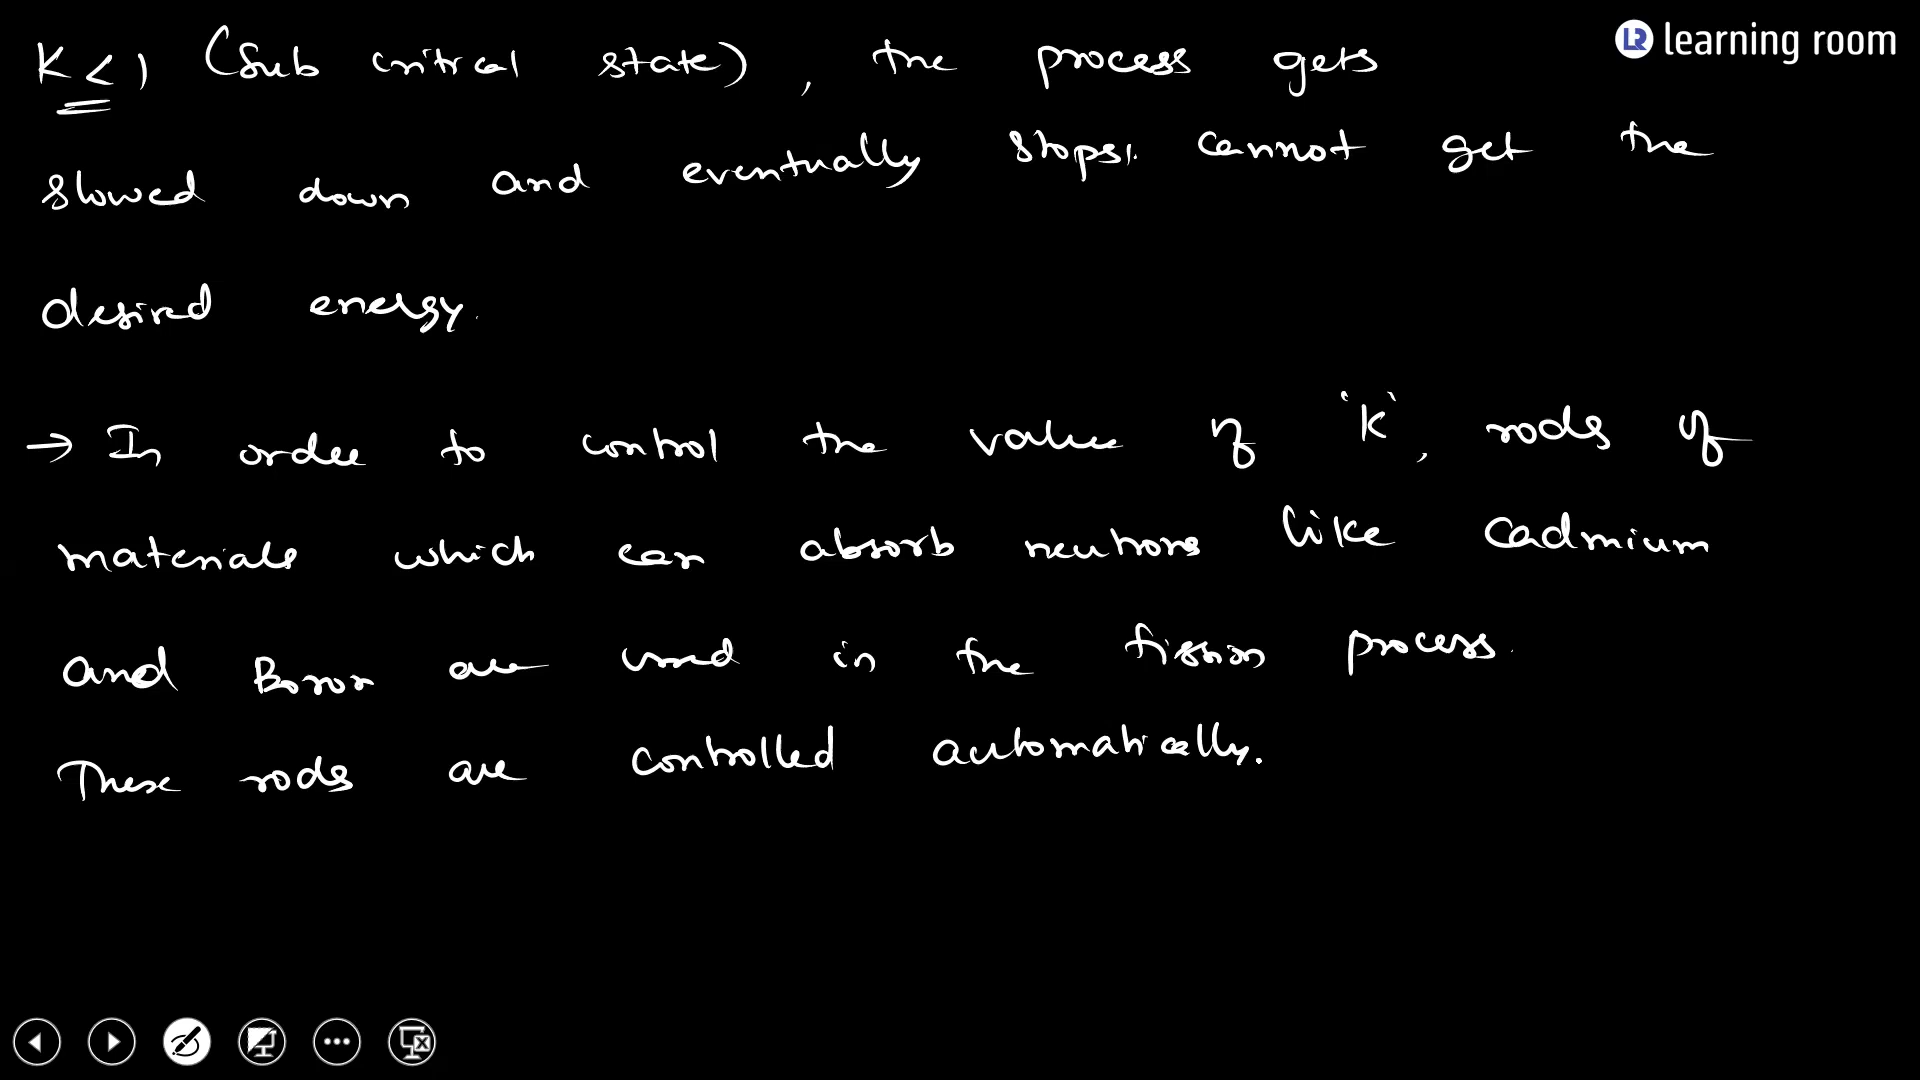 learning room
K < 1 (Sub critical state), the process gets
slowed down and eventually stops. cannot get the
desired energy.
→ In order to control the value of 'K', rods of
materials which can absorb neutrons like cadmium
and Boron are used in the fission process.
These rods are controlled automatically.